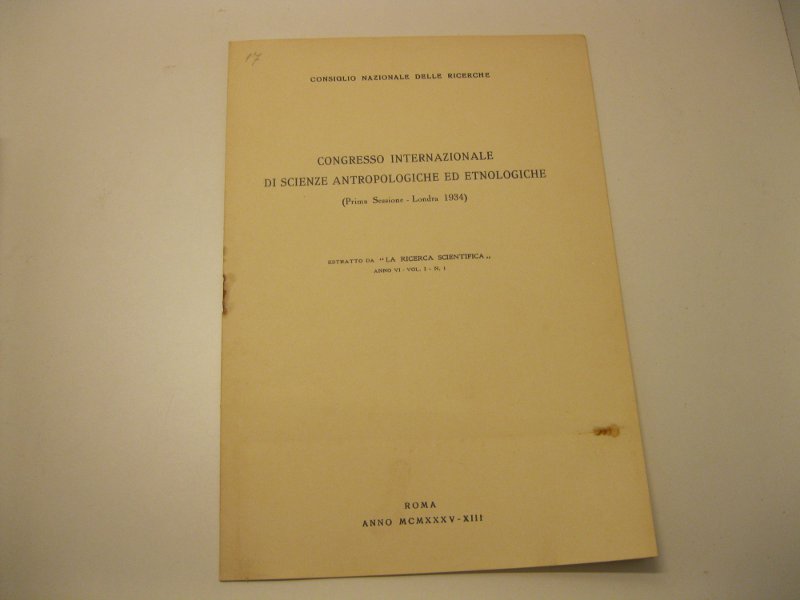 17
CONSIGLIO NAZIONALE DELLE RICERCHE
CONGRESSO INTERNAZIONALE
DI SCIENZE ANTROPOLOGICHE ED ETNOLOGICHE
(Prima Sessione - Londra 1934)
ESTRATTO DA "LA RICERCA SCIENTIFICA„
ANNO VI - VOL. I - N. 1
ROMA
ANNO MCMXXXV-XIII